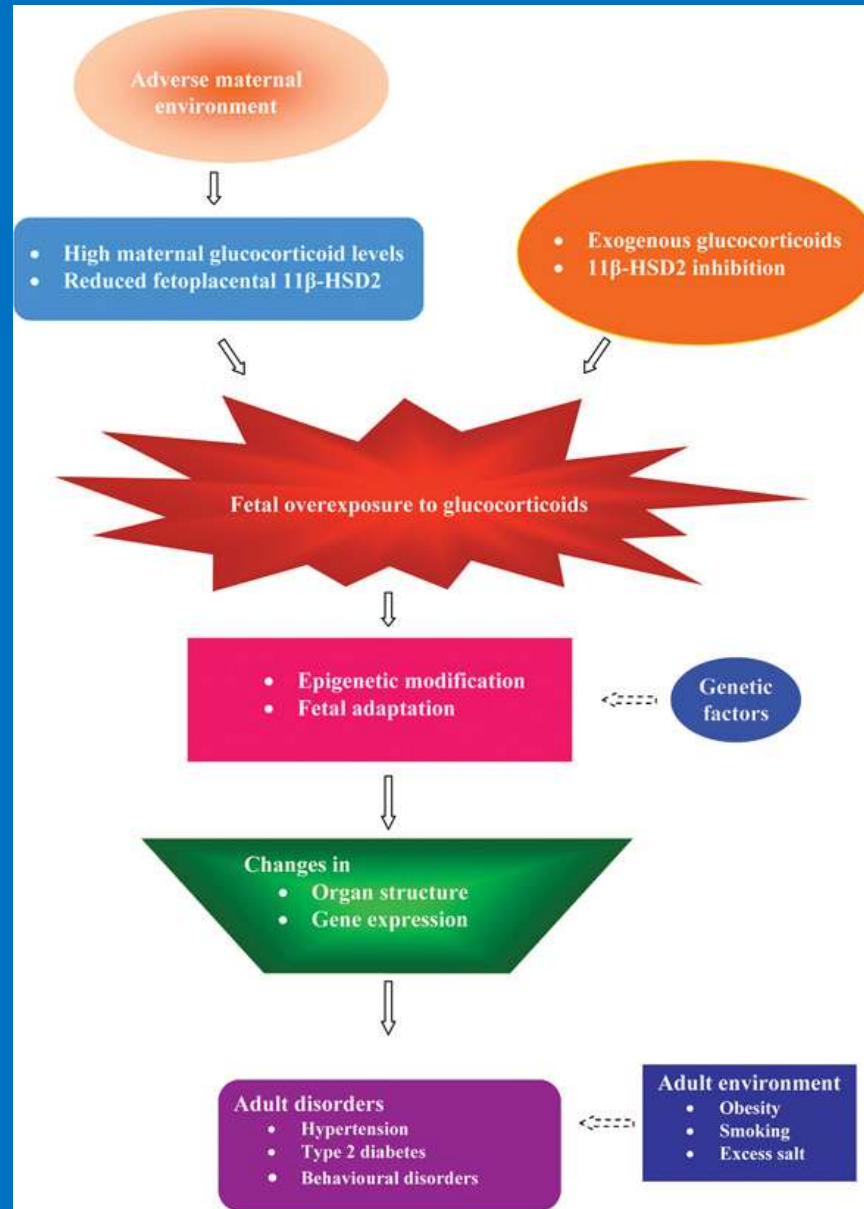 Adverse maternal
environment
• High maternal glucocorticoid levels
• Reduced fetoplacental 11β-HSD2
• Exogenous glucocorticoids
• 11β-HSD2 inhibition
Fetal overexposure to glucocorticoids
• Epigenetic modification
• Fetal adaptation
Genetic
factors
Changes in
• Organ structure
• Gene expression
Adult disorders
• Hypertension
• Type 2 diabetes
• Behavioural disorders
Adult environment
• Obesity
• Smoking
• Excess salt